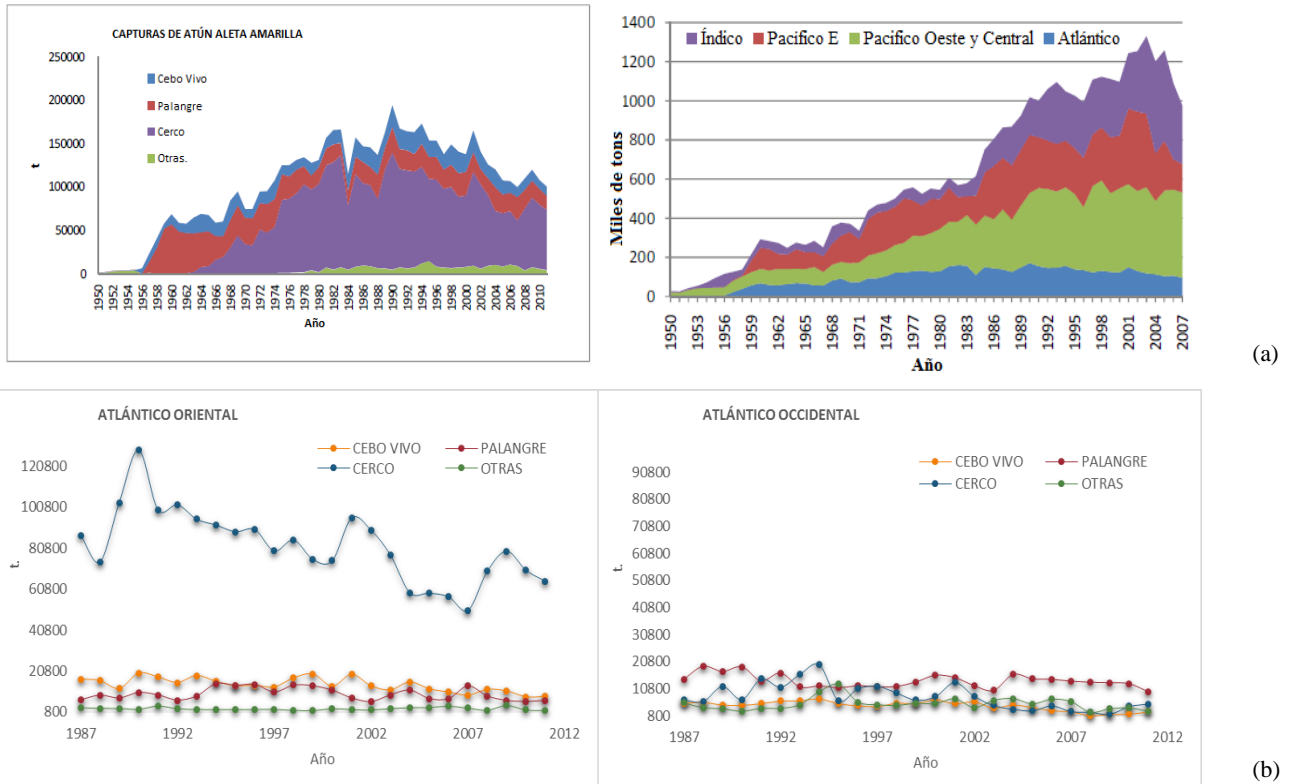 CAPTURAS DE ATÚN ALETA AMARILLA
250000
200000
150000
100000
50000
0
t
Cebo Vivo
Palangre
Cerco
Otras.
1950 1952 1954 1956 1958 1960 1962 1964 1966 1968 1970 1972 1974 1976 1978 1980 1982 1984 1986 1988 1990 1992 1994 1996 1998 2000 2002 2004 2006 2008 2010
Año
1400
1200
1000
800
600
400
200
0
Miles de tons
Índico Pacifico E Pacifico Oeste y Central Atlántico
1950 1953 1956 1959 1962 1965 1968 1971 1974 1977 1980 1983 1986 1989 1992 1995 1998 2001 2004 2007
Año
(a)
ATLÁNTICO ORIENTAL
CEBO VIVO PALANGRE
CERCO OTRAS
120800
100800
80800
60800
40800
20800
800
t.
1987 1992 1997 2002 2007 2012
Año
ATLÁNTICO OCCIDENTAL
CEBO VIVO PALANGRE
CERCO OTRAS
90800
80800
70800
60800
50800
40800
30800
20800
10800
800
t.
1987 1992 1997 2002 2007 2012
Año
(b)